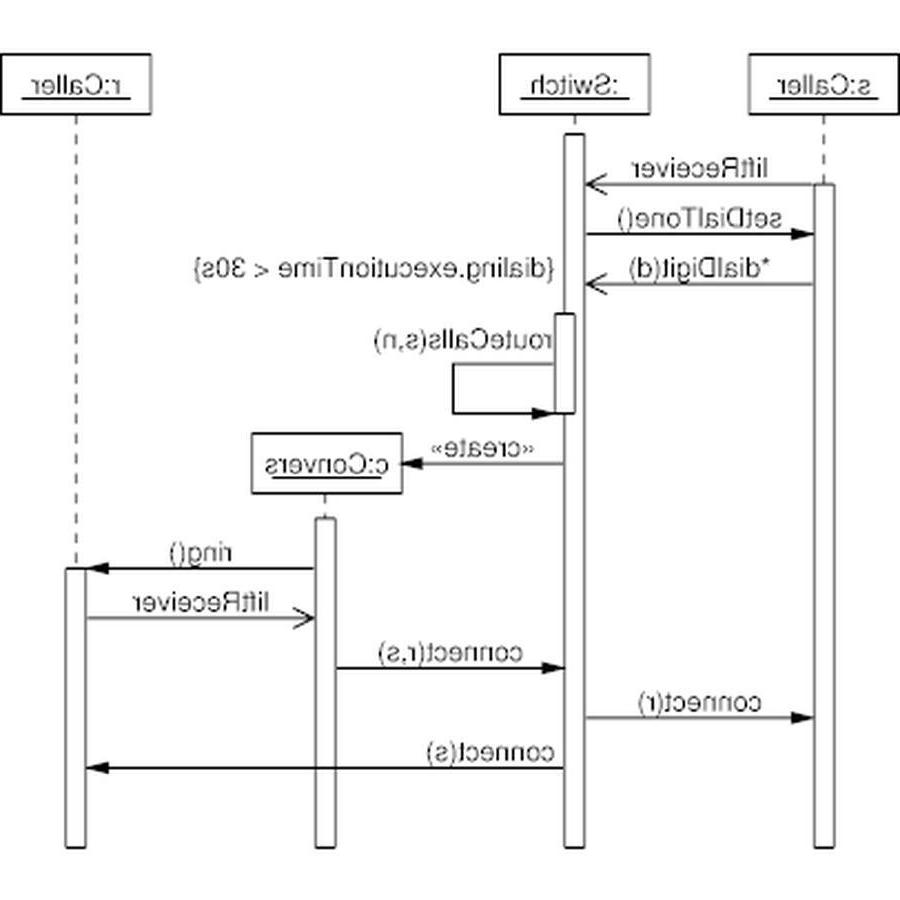 s:Caller
:Switch
r:Caller
liftReceiver
setDialTone()
*dialDigit(d)
{dialing.executionTime < 30s}
routeCalls(s,n)
«create»
c:Convers
ring()
liftReceiver
connect(r,s)
connect(r)
connect(s)